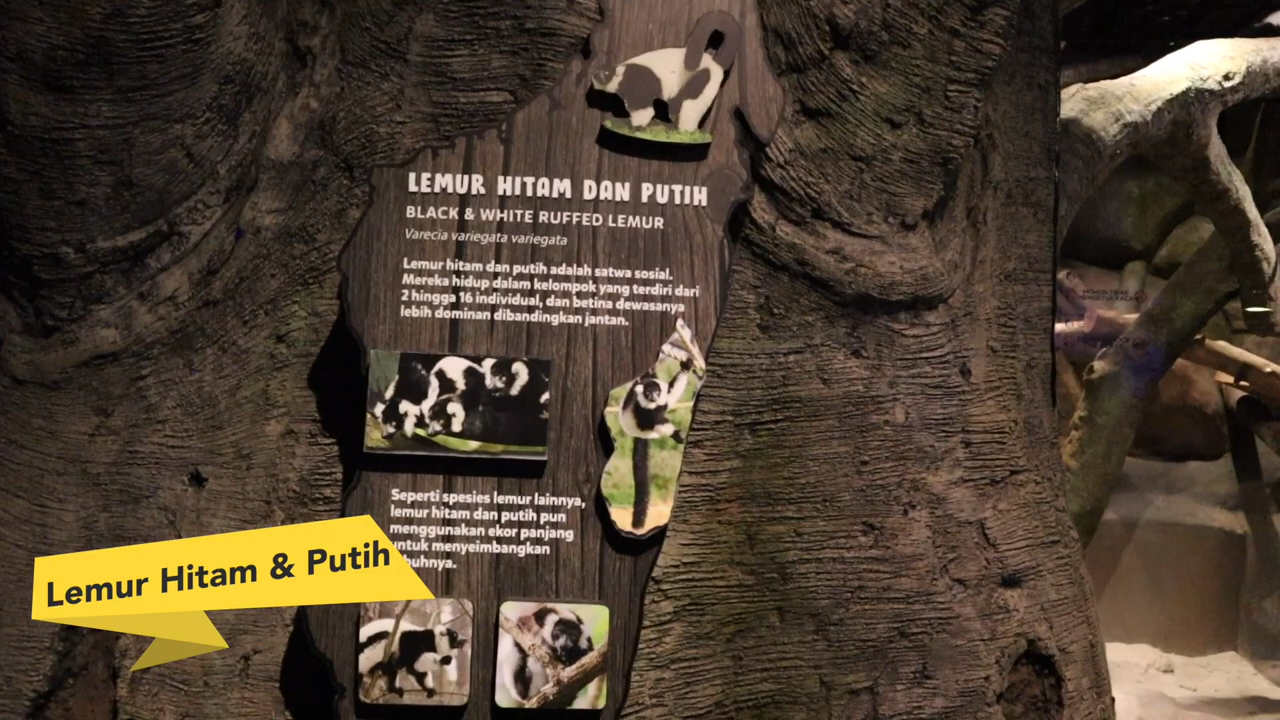 LEMUR HITAM DAN PUTIH
BLACK & WHITE RUFFED LEMUR
Varecia variegata variegata
Lemur hitam dan putih adalah satwa sosial.
Mereka hidup dalam kelompok yang terdiri dari
2 hingga 16 individual, dan betina dewasanya
lebih dominan dibandingkan jantan.
Seperti spesies lemur lainnya,
lemur hitam dan putih pun
menggunakan ekor panjang
untuk menyeimbangkan
buhnya.
Lemur Hitam & Putih